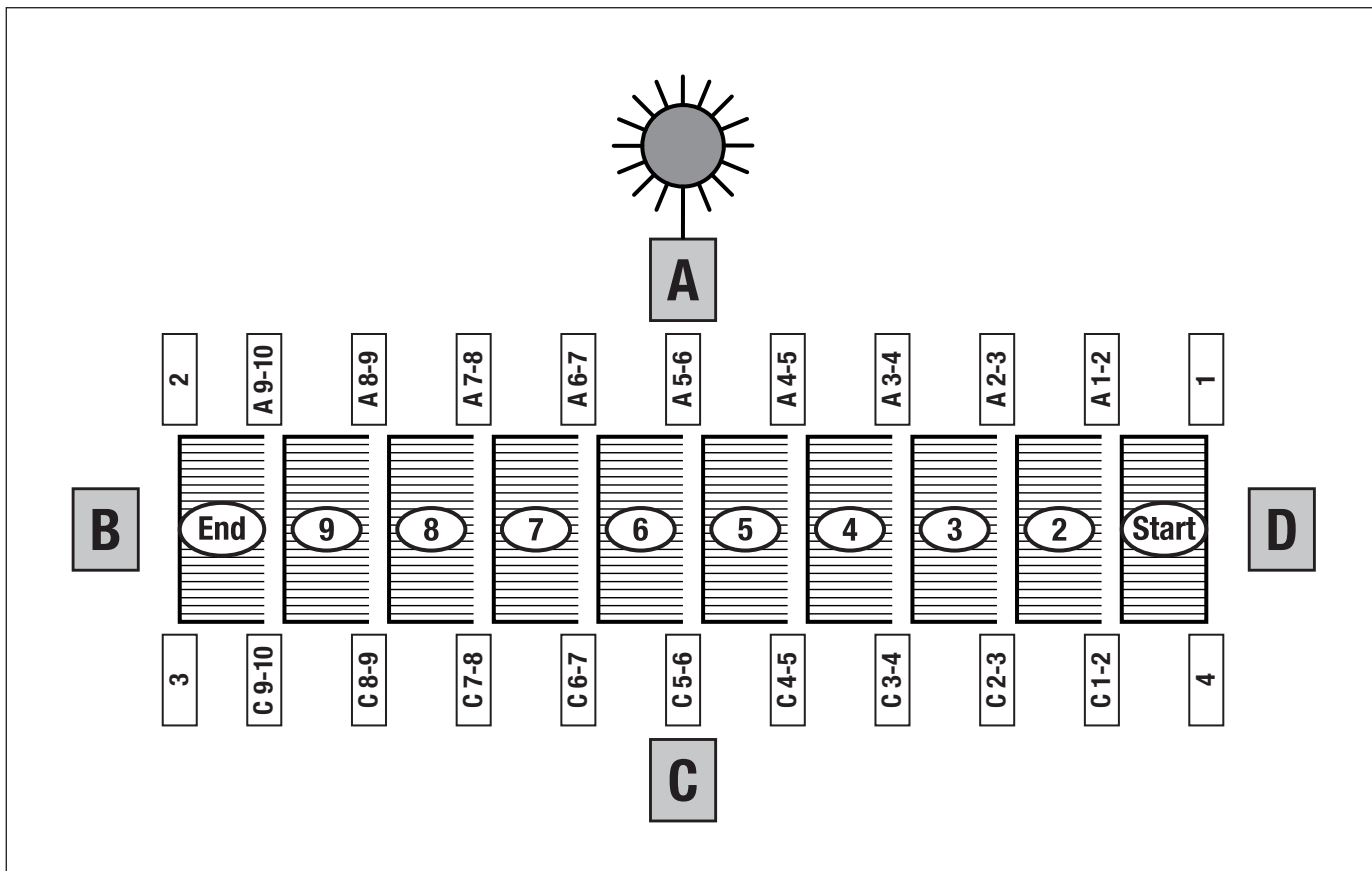 A
2
A 9-10
A 8-9
A 7-8
A 6-7
A 5-6
A 4-5
A 3-4
A 2-3
A 1-2
1
B
End
9
8
7
6
5
4
3
2
Start
D
3
C 9-10
C 8-9
C 7-8
C 6-7
C 5-6
C 4-5
C 3-4
C 2-3
C 1-2
4
C